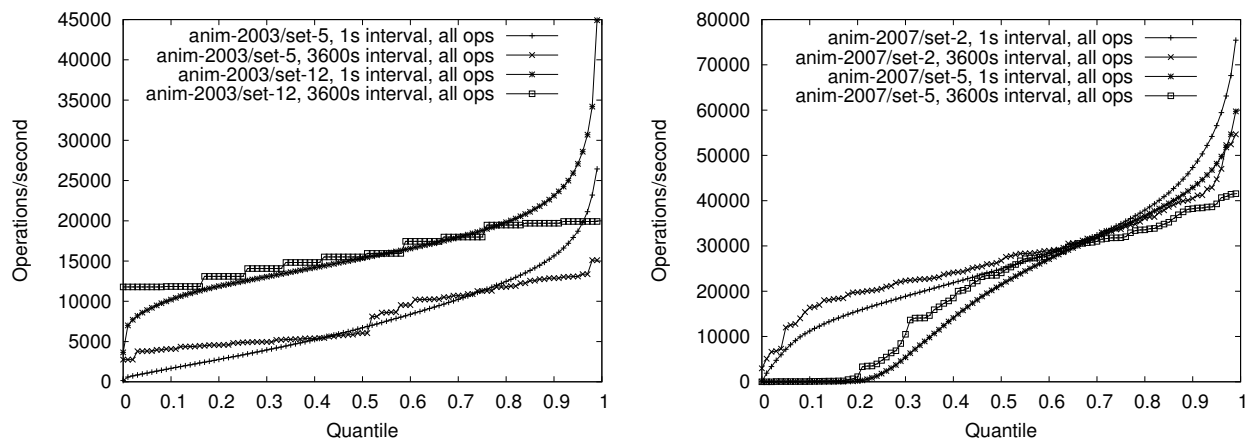 45000
40000
35000
30000
25000
20000
15000
10000
5000
0
Operations/second
anim-2003/set-5, 1s interval, all ops
anim-2003/set-5, 3600s interval, all ops
anim-2003/set-12, 1s interval, all ops
anim-2003/set-12, 3600s interval, all ops
0 0.1 0.2 0.3 0.4 0.5 0.6 0.7 0.8 0.9 1
Quantile
80000
70000
60000
50000
40000
30000
20000
10000
0
Operations/second
anim-2007/set-2, 1s interval, all ops
anim-2007/set-2, 3600s interval, all ops
anim-2007/set-5, 1s interval, all ops
anim-2007/set-5, 3600s interval, all ops
0 0.1 0.2 0.3 0.4 0.5 0.6 0.7 0.8 0.9 1
Quantile